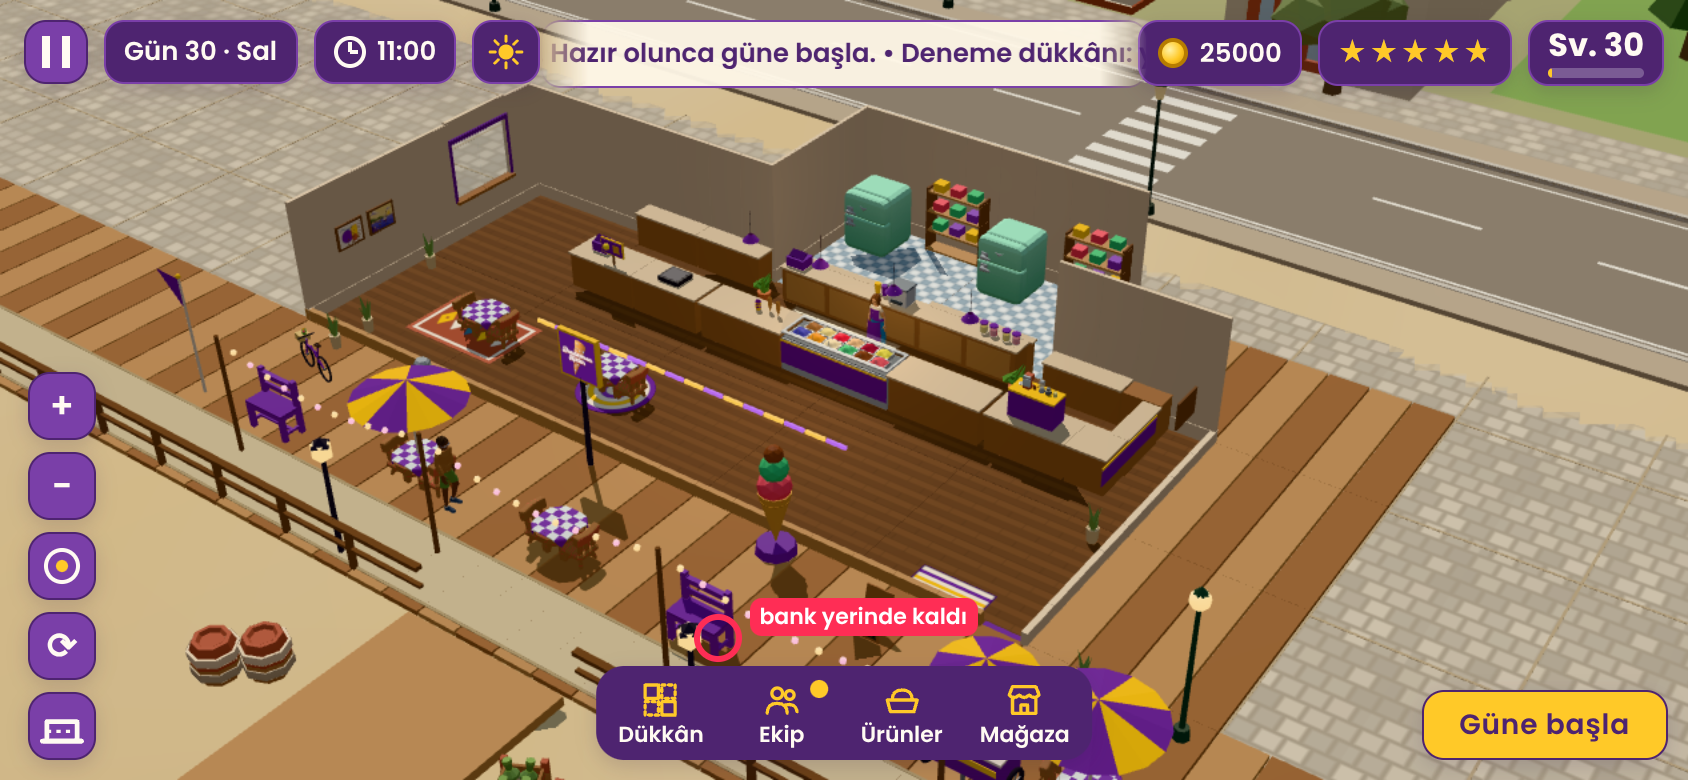 Gün 30 · Sal
11:00
Hazır olunca güne başla. • Deneme dükkânı:
25000
Sv. 30
bank yerinde kaldı
Dükkân
Ekip
Ürünler
Mağaza
Güne başla